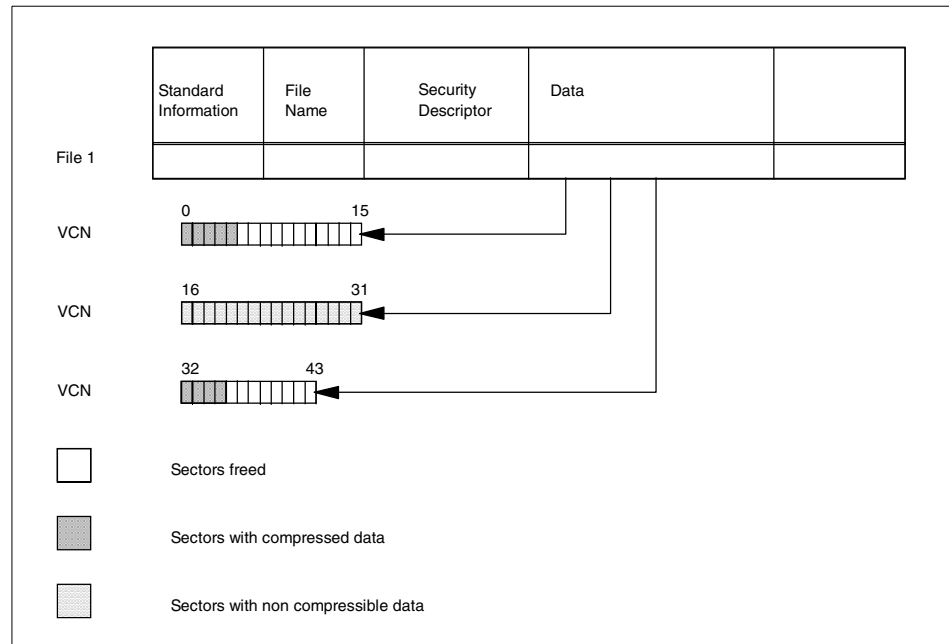 Standard
Information
File
Name
Security
Descriptor
Data
File 1
0 15
VCN
16 31
VCN
32 43
VCN
Sectors freed
Sectors with compressed data
Sectors with non compressible data